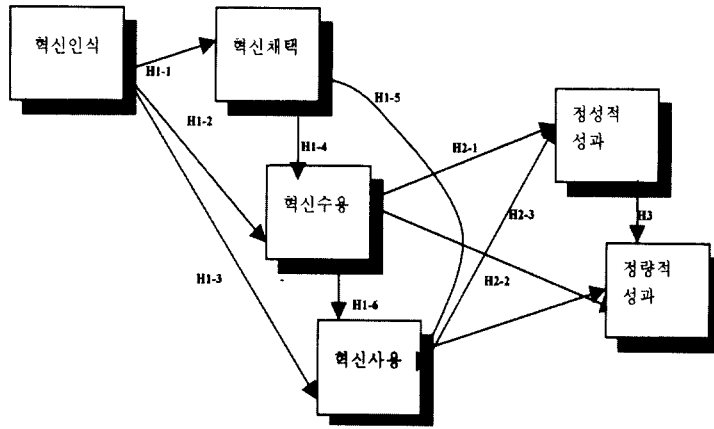 혁신인식
혁신채택
H1-1
H1-5
H1-2
정성적
성과
H1-4
H2-1
혁신수용
H2-3
H3
H1-3
정량적
성과
H2-2
H1-6
혁신사용